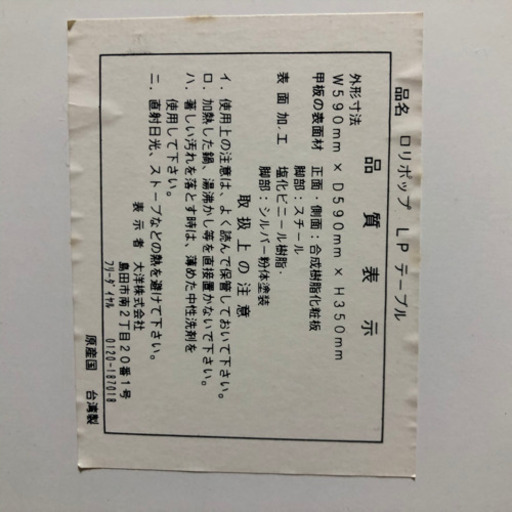 品名 ロリポップ LPテーブル
品質表示
外形寸法
W590mm × D590mm × H350mm
甲板の表面材 正面・側面：合成樹脂化粧板
脚部：スチール
表面加工 塩化ビニール樹脂・
脚部：シルバー粉体塗装
取扱上の注意
イ．使用上の注意は、よく読んで保管しておいて下さい。
ロ．加熱した鍋、湯沸かし等を直接置かないで下さい。
ハ．著しい汚れを落とす時は、薄めた中性洗剤を
使用して下さい。
ニ．直射日光、ストーブなどの熱を避けて下さい。
表示者 大洋株式会社
島田市南2丁目20番1号
フリーダイヤル 0120-187018
原産国 台湾製